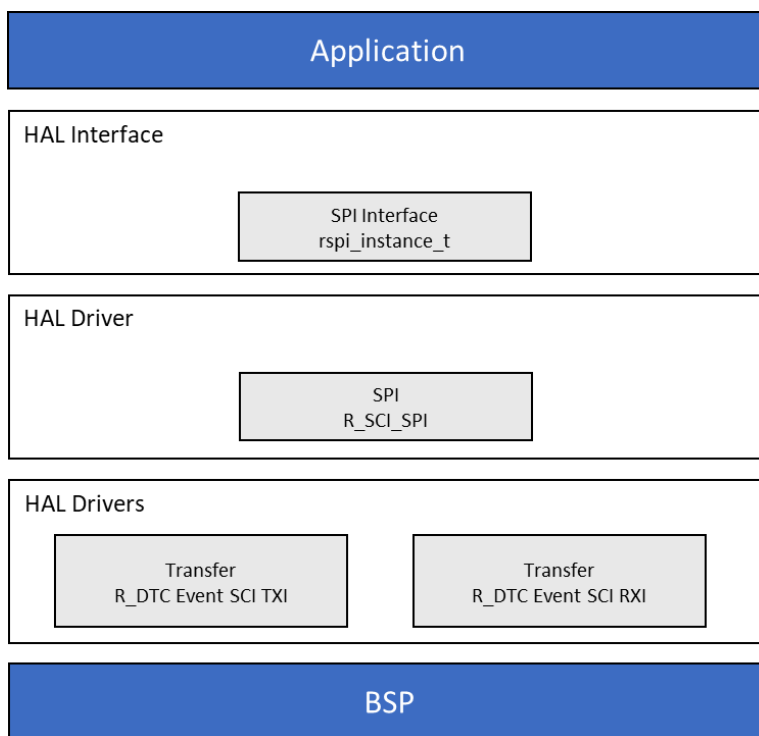 Application
HAL Interface
SPI Interface
rspi_instance_t
HAL Driver
SPI
R_SCI_SPI
HAL Drivers
Transfer
R_DTC Event SCI TXI
Transfer
R_DTC Event SCI RXI
BSP